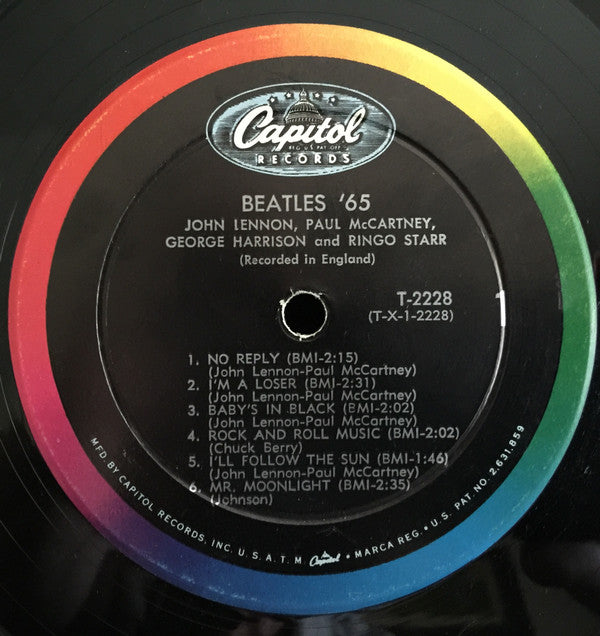 Capitol
REG. U.S. PAT. OFF.
RECORDS
BEATLES '65
JOHN LENNON, PAUL McCARTNEY,
GEORGE HARRISON and RINGO STARR
(Recorded in England)
T-2228
(T-X-1-2228)
1
1. NO REPLY (BMI-2:15)
(John Lennon-Paul McCartney)
2. I'M A LOSER (BMI-2:31)
(John Lennon-Paul McCartney)
3. BABY'S IN BLACK (BMI-2:02)
(John Lennon-Paul McCartney)
4. ROCK AND ROLL MUSIC (BMI-2:02)
(Chuck Berry)
5. I'LL FOLLOW THE SUN (BMI-1:46)
(John Lennon-Paul McCartney)
6. MR. MOONLIGHT (BMI-2:35)
(Johnson)
MFD. BY CAPITOL RECORDS, INC. U.S.A. T.M. Capitol • MARCA REG. • U.S. PAT. NO. 2,631,859